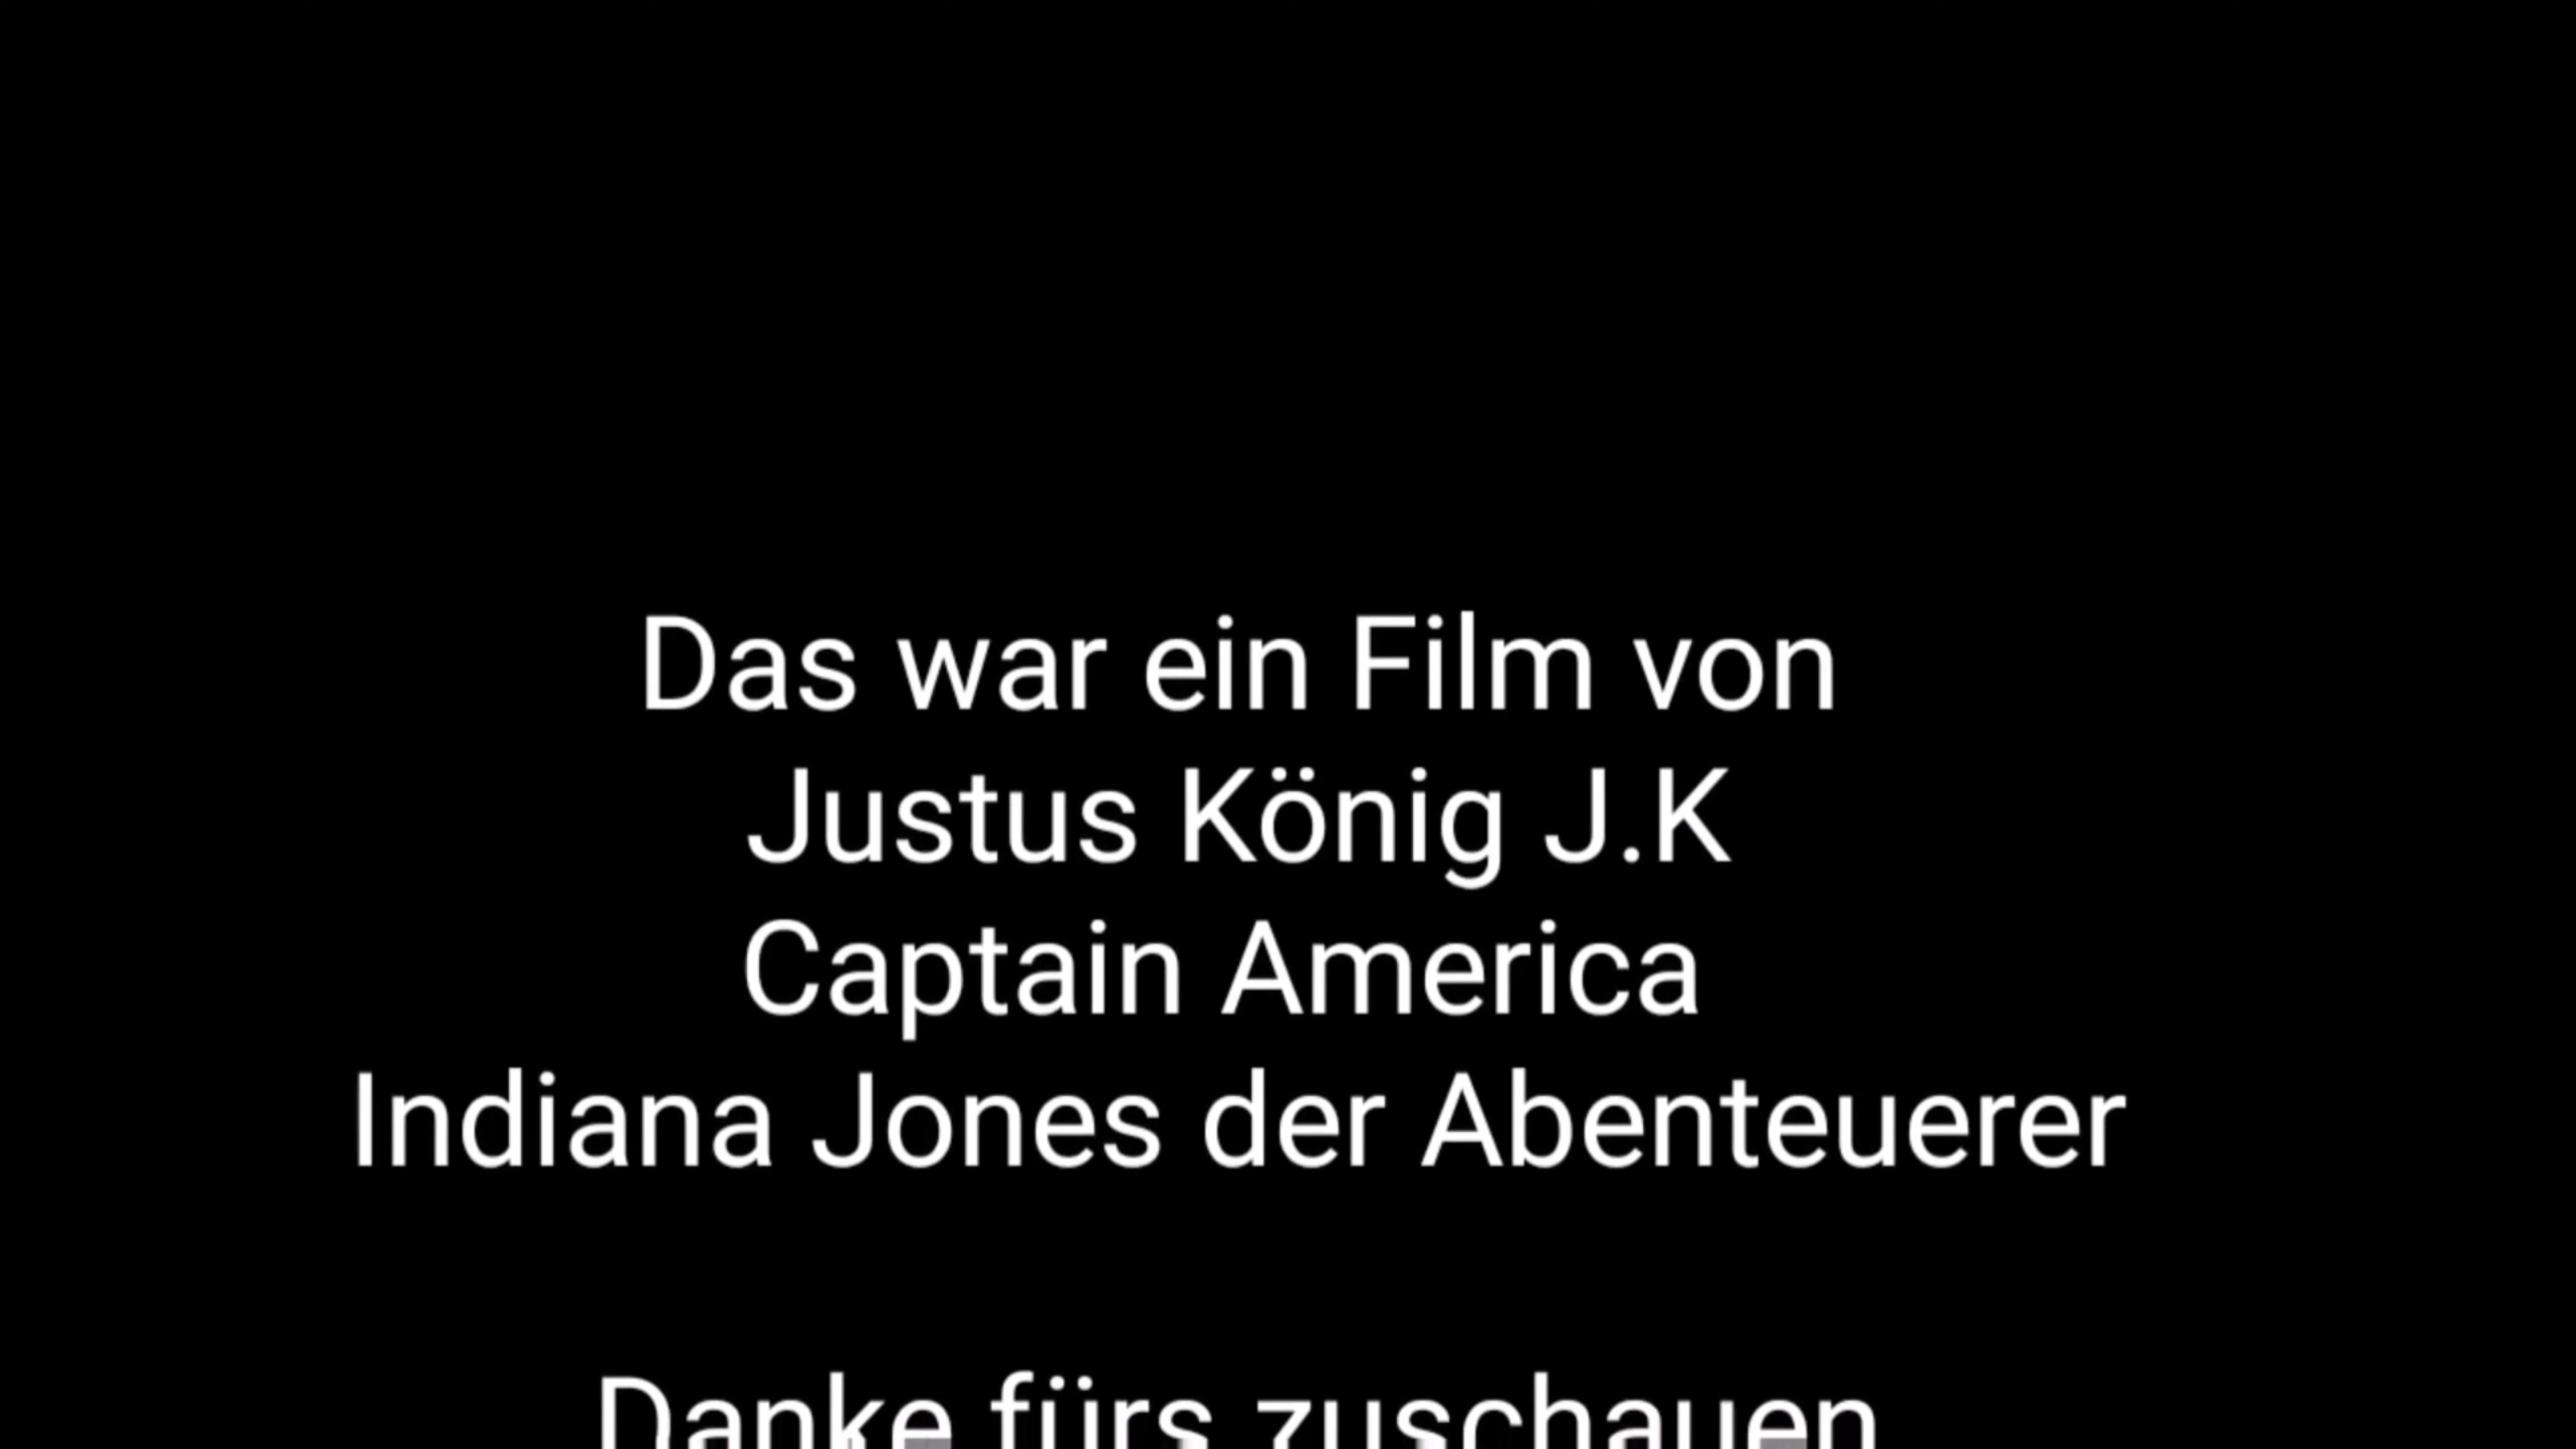 Das war ein Film von
Justus König J.K
Captain America
Indiana Jones der Abenteuerer
Danke fürs zuschauen